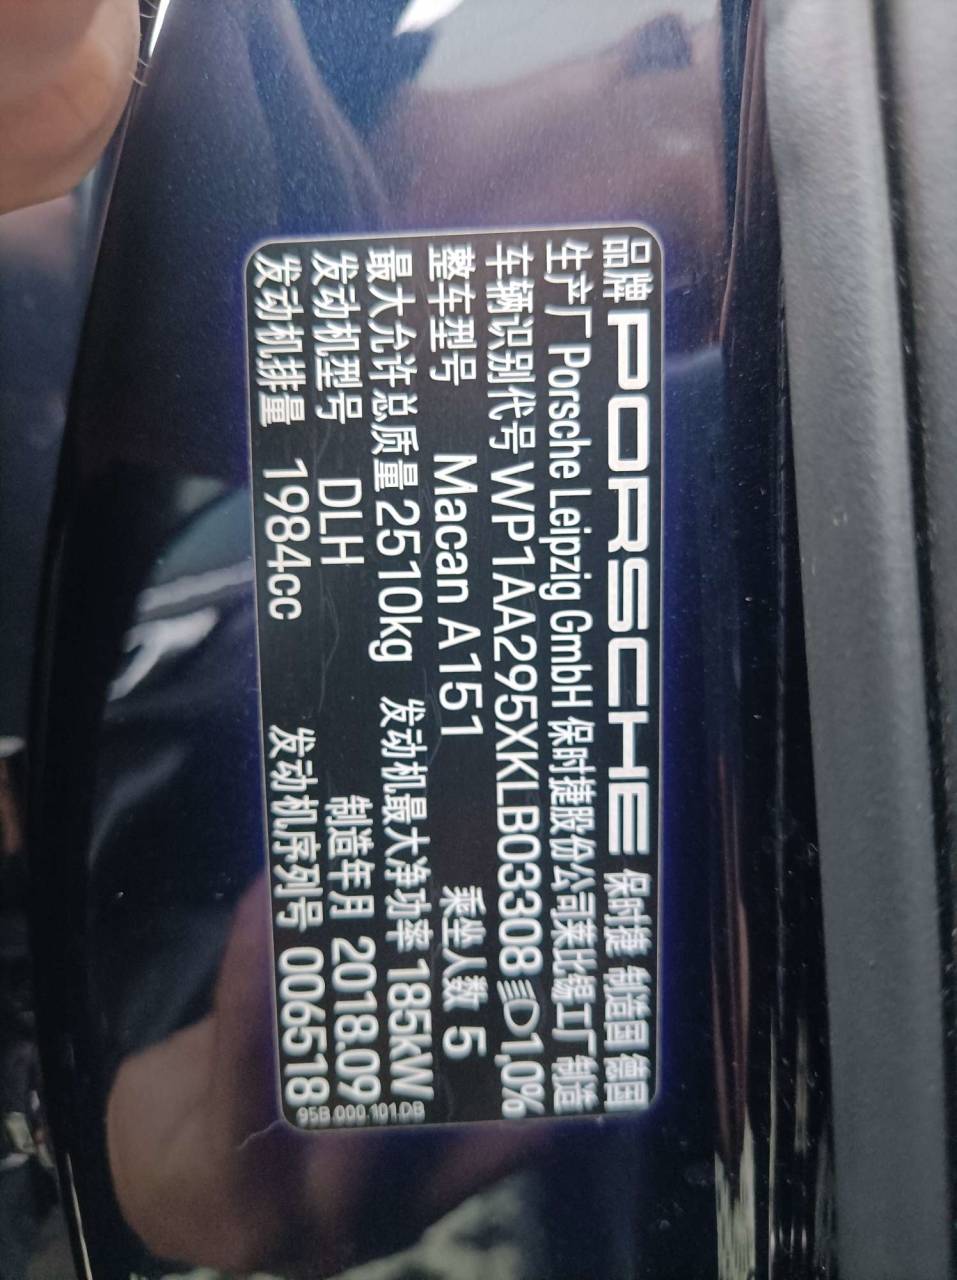 品牌 PORSCHE 保时捷 制造国 德国
生产厂 Porsche Leipzig GmbH 保时捷股份公司莱比锡工厂 制造
车辆识别代号 WP1AA295XKLB03308 1,0%
整车型号 Macan A151 乘坐人数 5
最大允许总质量 2510kg 发动机最大净功率 185kW
发动机型号 DLH 制造年月 2018.09
发动机排量 1984cc 发动机序列号 006518
95B.000.101.DB